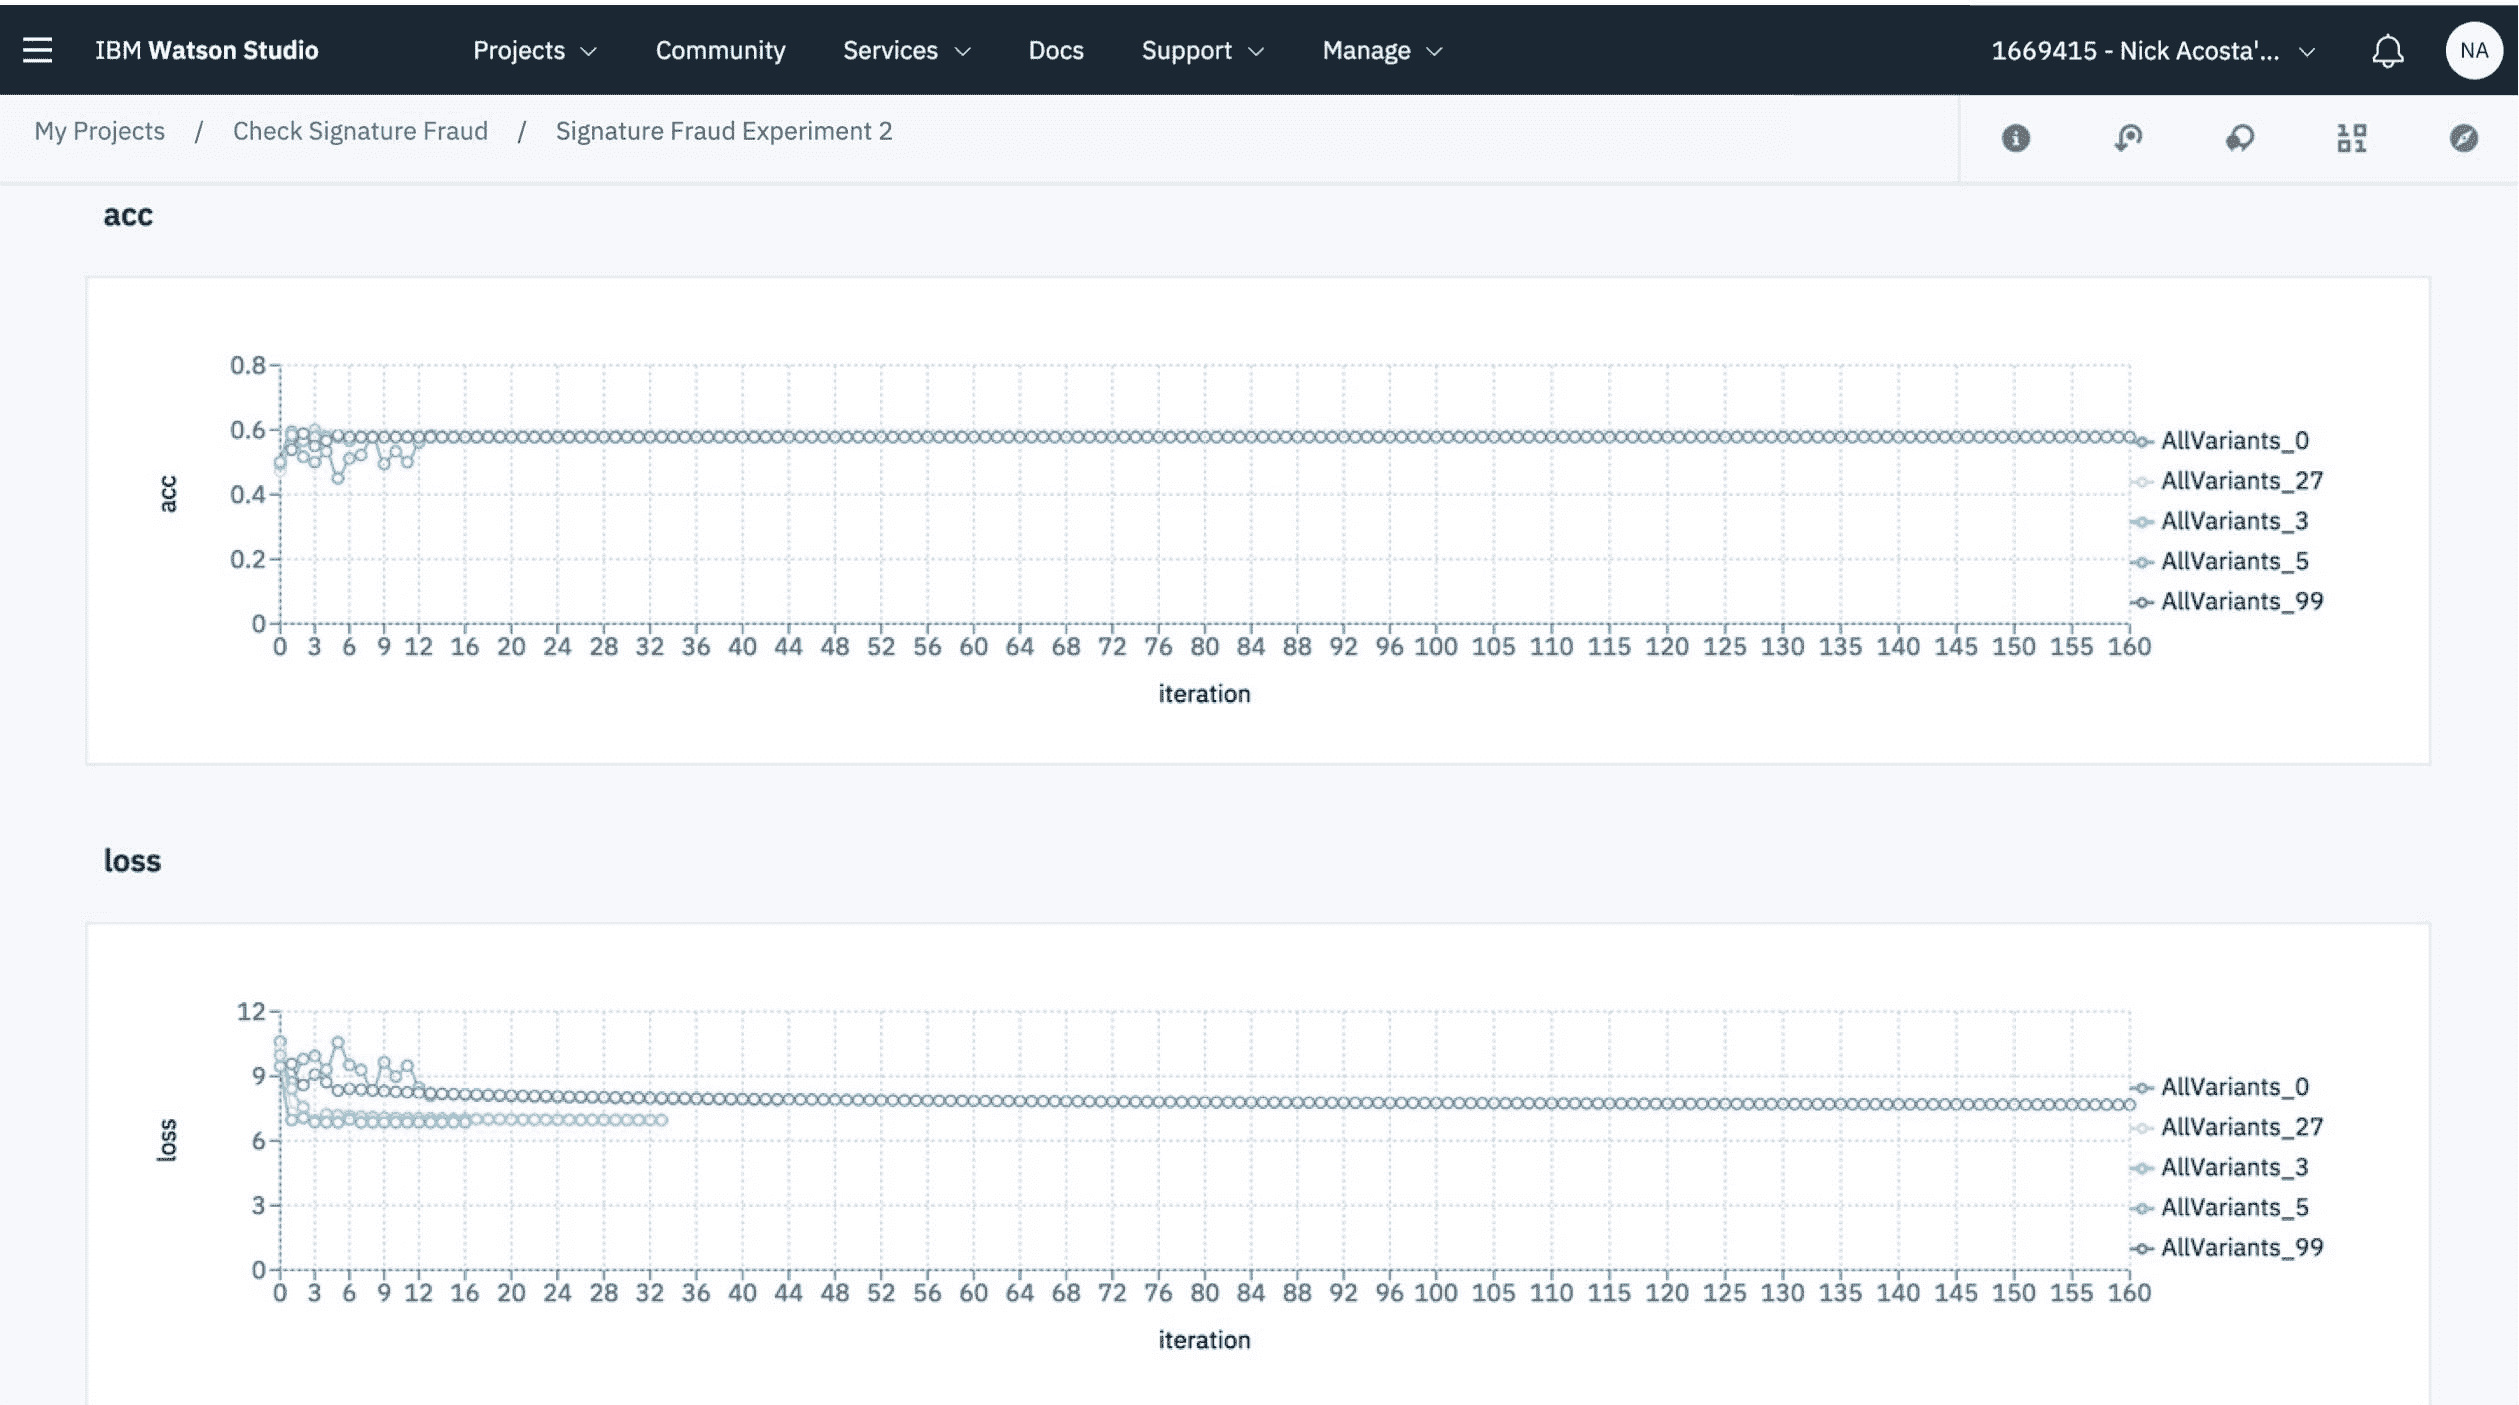 IBM Watson Studio Projects Community Services Docs Support Manage 1669415 - Nick Acosta'... NA
My Projects / Check Signature Fraud / Signature Fraud Experiment 2
acc
0.8
0.6
0.4
0.2
0
acc
0 3 6 9 12 16 20 24 28 32 36 40 44 48 52 56 60 64 68 72 76 80 84 88 92 96 100 105 110 115 120 125 130 135 140 145 150 155 160
iteration
AllVariants_0
AllVariants_27
AllVariants_3
AllVariants_5
AllVariants_99
loss
12
9
6
3
0
loss
0 3 6 9 12 16 20 24 28 32 36 40 44 48 52 56 60 64 68 72 76 80 84 88 92 96 100 105 110 115 120 125 130 135 140 145 150 155 160
iteration
AllVariants_0
AllVariants_27
AllVariants_3
AllVariants_5
AllVariants_99